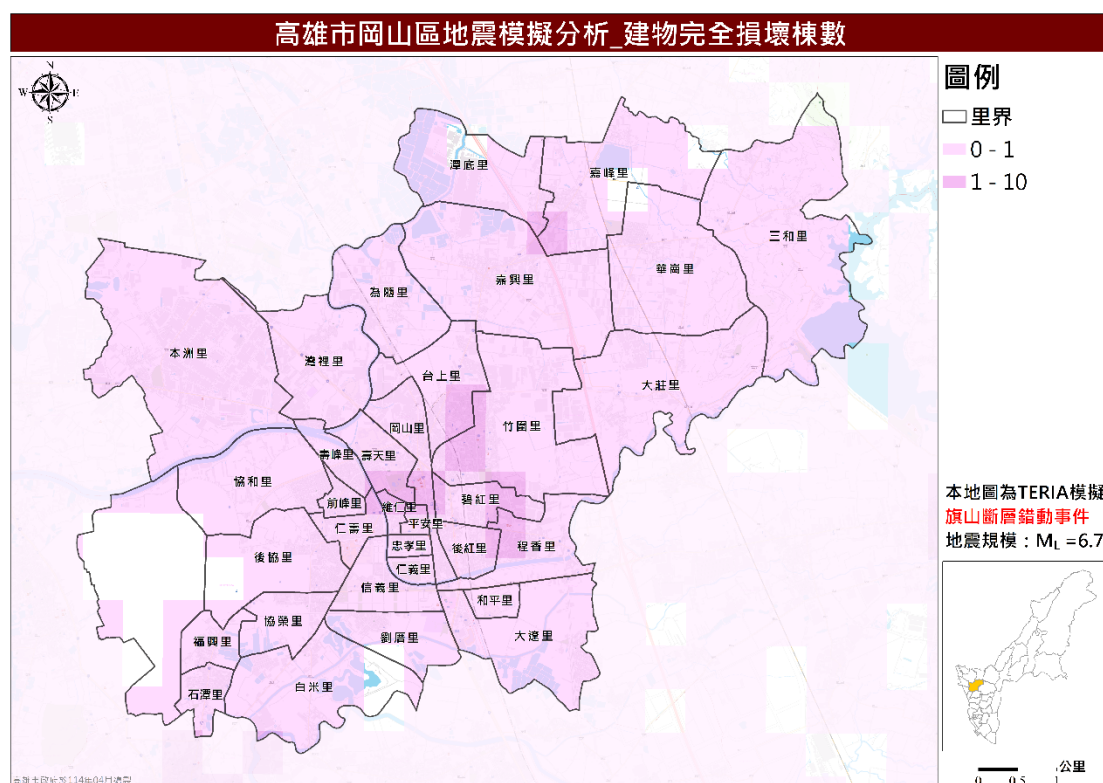 高雄市岡山區地震模擬分析_建物完全損壞棟數
N
W
E
S
圖例
里界
0 - 1
1 - 10
潭底里
嘉峰里
三和里
嘉興里
華崗里
為隨里
本洲里
灣裡里
台上里
大莊里
岡山里
竹圍里
壽峰里
壽天里
協和里
前峰里
維仁里
碧紅里
仁壽里
平安里
忠孝里
後紅里
程香里
後協里
仁義里
信義里
和平里
協榮里
福興里
劉厝里
大遼里
石潭里
白米里
本地圖為TERIA模擬
旗山斷層錯動事件
地震規模：ML =6.7
公里
0 0.5 1